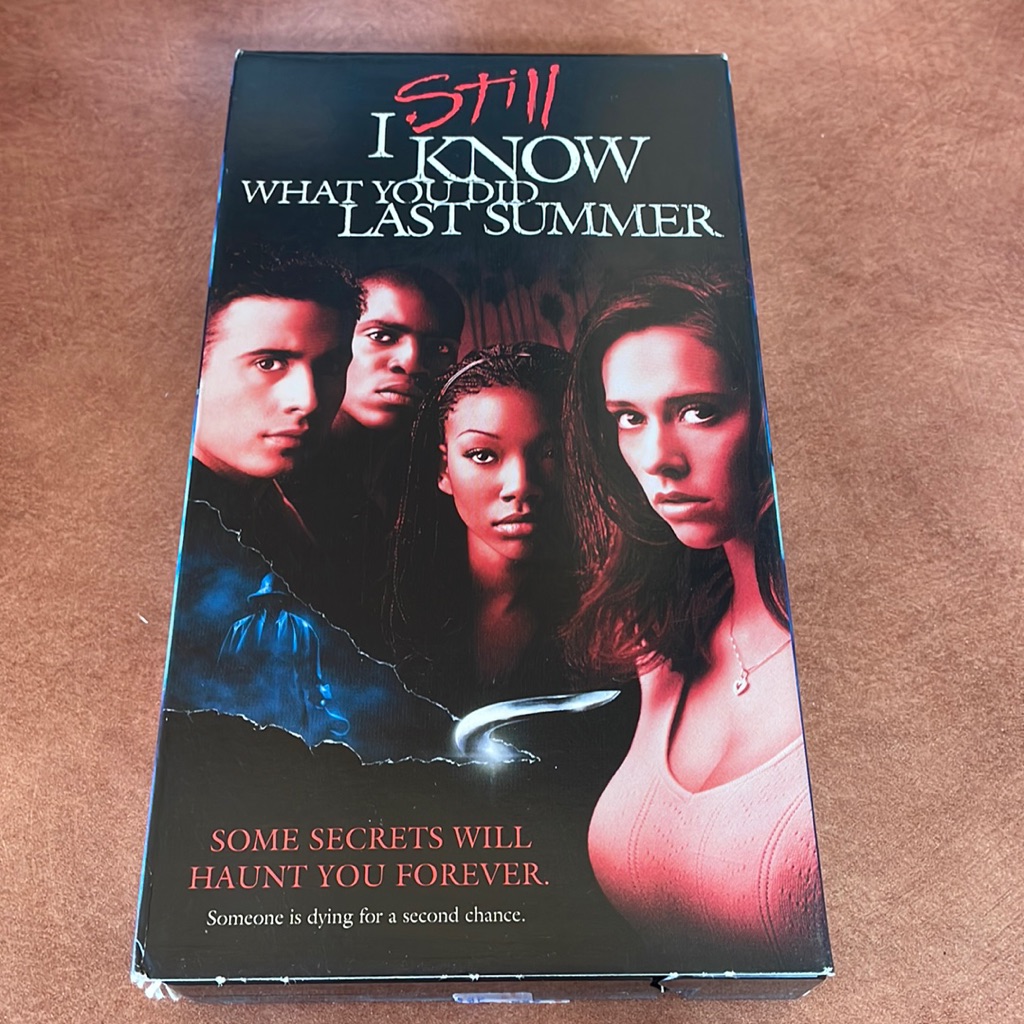 Still
I KNOW
WHAT YOU DID
LAST SUMMER
SOME SECRETS WILL
HAUNT YOU FOREVER.
Someone is dying for a second chance.